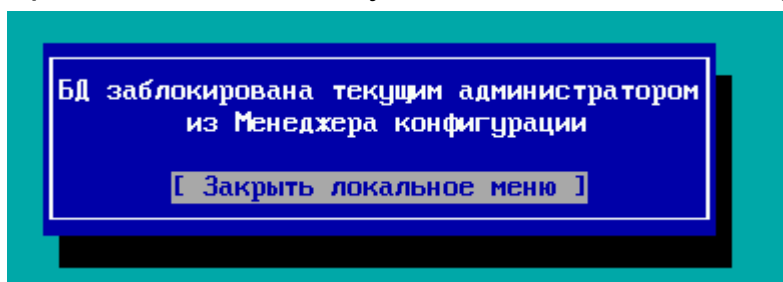 БД заблокирована текущим администратором
из Менеджера конфигурации
[ Закрыть локальное меню ]